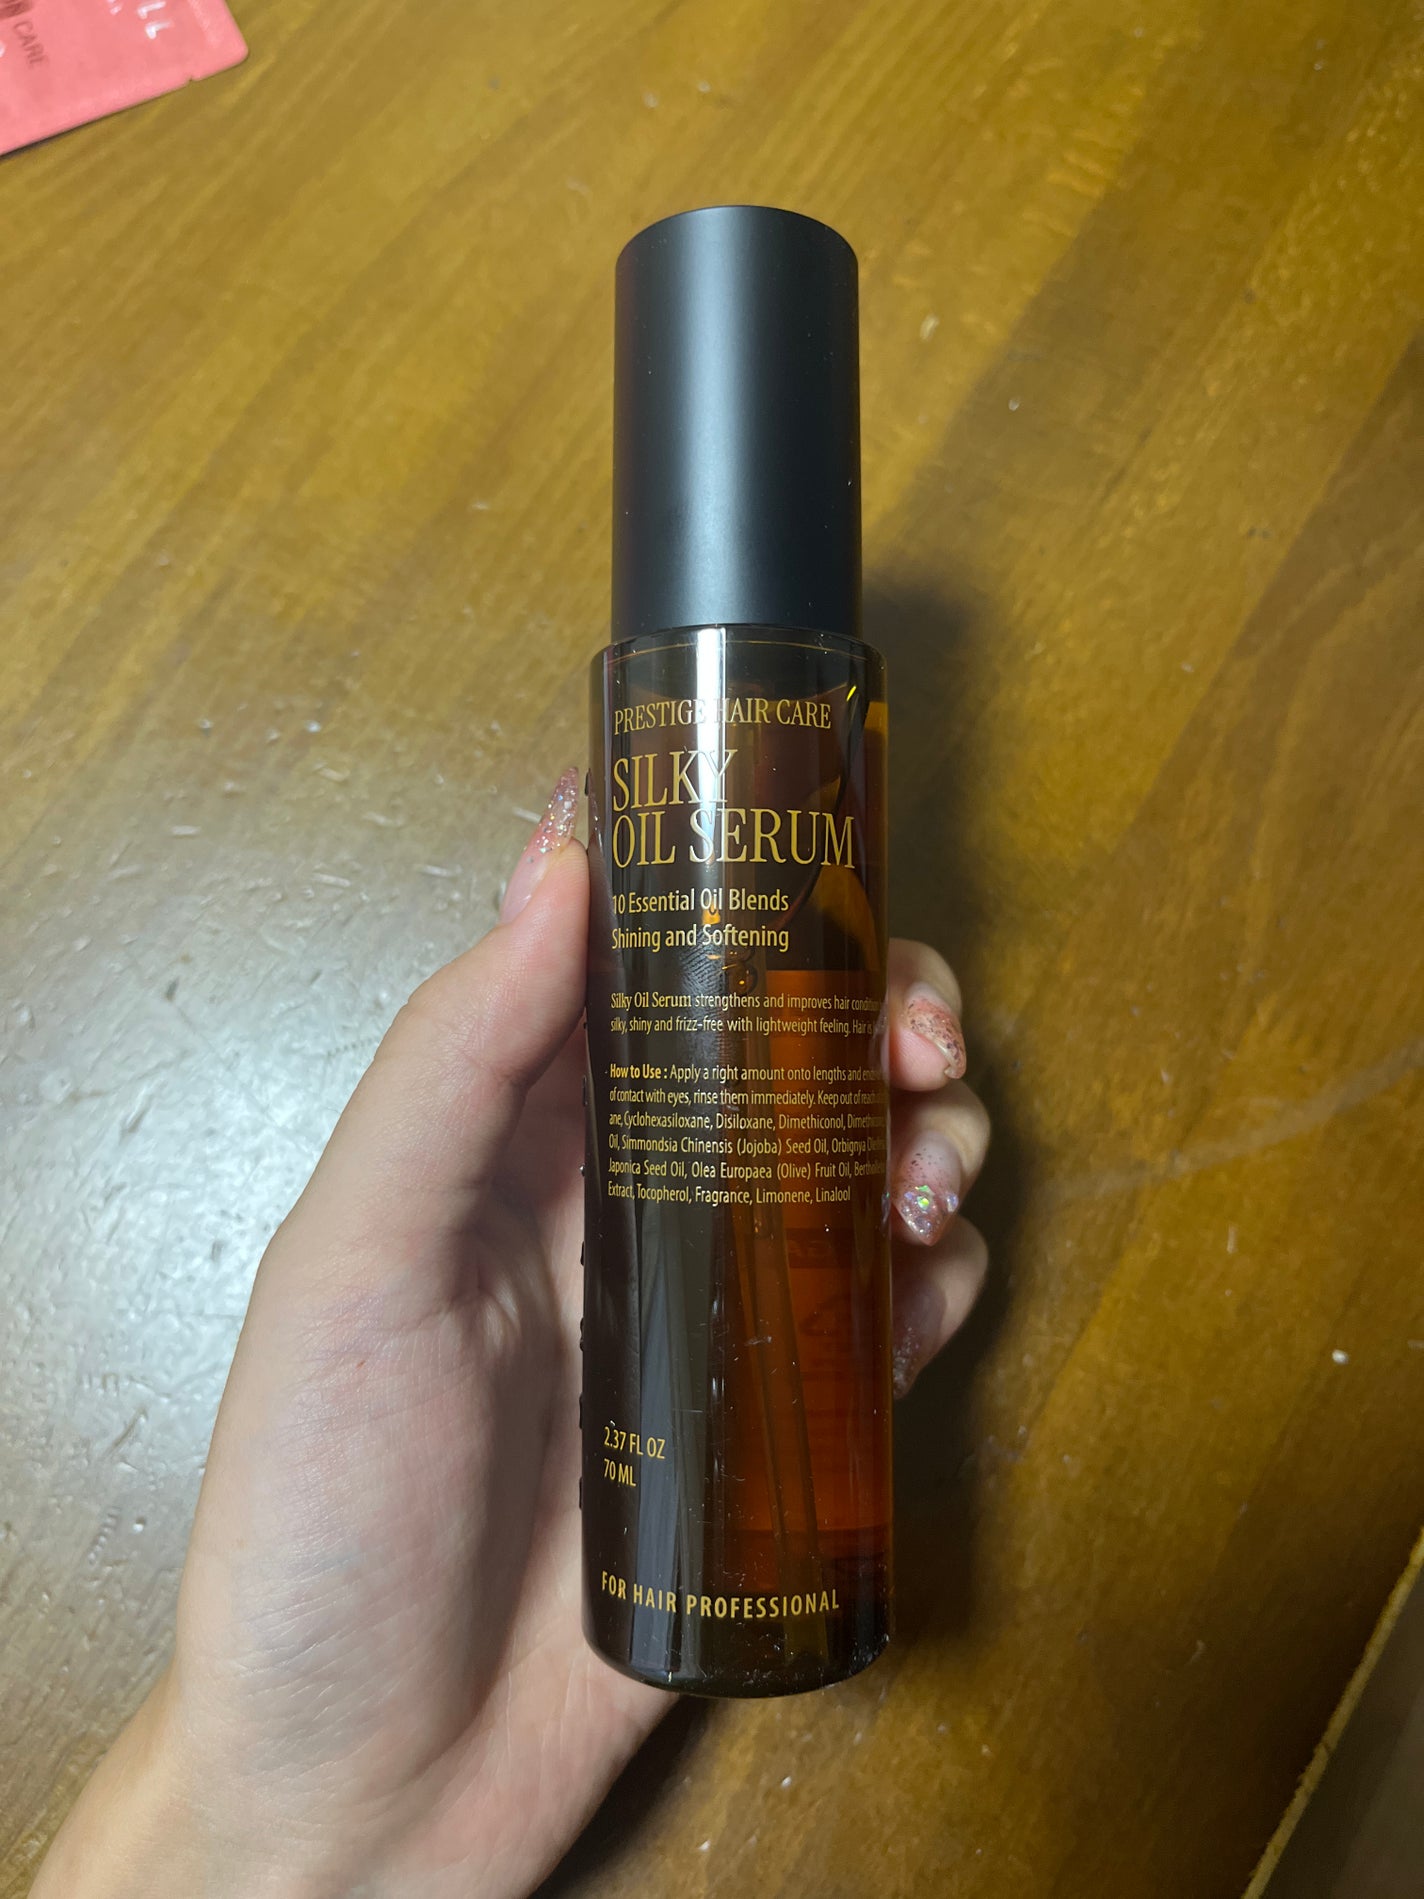 CARE
PRESTIGE HAIR CARE
SILKY
OIL SERUM
10 Essential Oil Blends
Shining and Softening
Silky Oil Serum strengthens and improves hair condition
silky, shiny and frizz-free with lightweight feeling. Hair is
How to Use : Apply a right amount onto lengths and ends
of contact with eyes, rinse them immediately. Keep out of reach
ane, Cyclohexasiloxane, Disiloxane, Dimethiconol, Dimethicone,
Oil, Simmondsia Chinensis (Jojoba) Seed Oil, Orbignya
Japonica Seed Oil, Olea Europaea (Olive) Fruit Oil,
Extract, Tocopherol, Fragrance, Limonene, Linalool
2.37 FL OZ
70 ML
FOR HAIR PROFESSIONAL